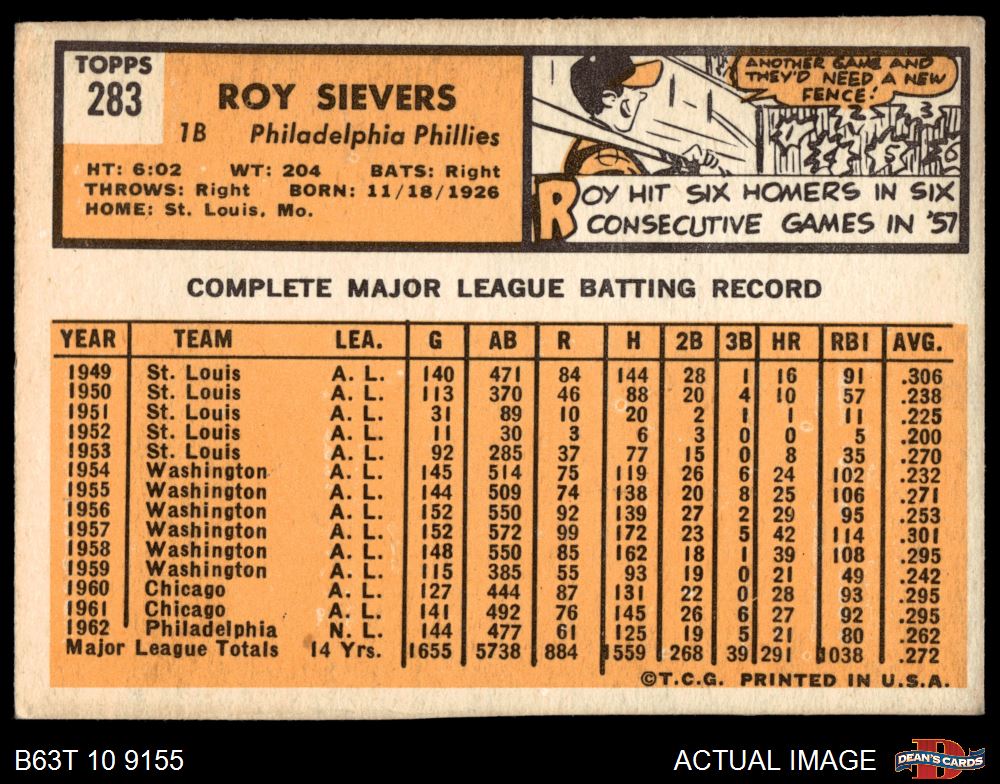 TOPPS
283
ROY SIEVERS
1B Philadelphia Phillies
HT: 6:02 WT: 204 BATS: Right
THROWS: Right BORN: 11/18/1926
HOME: St. Louis, Mo.
ANOTHER GAME AND
THEY'D NEED A NEW
FENCE!
ROY HIT SIX HOMERS IN SIX
CONSECUTIVE GAMES IN '57
COMPLETE MAJOR LEAGUE BATTING RECORD
YEAR TEAM LEA. G AB R H 2B 3B HR RBI AVG.
1949 St. Louis A. L. 140 471 84 144 28 1 16 91 .306
1950 St. Louis A. L. 113 370 46 88 20 4 10 57 .238
1951 St. Louis A. L. 31 89 10 20 2 1 1 11 .225
1952 St. Louis A. L. 11 30 3 6 3 0 0 5 .200
1953 St. Louis A. L. 92 285 37 77 15 0 8 35 .270
1954 Washington A. L. 145 514 75 119 26 6 24 102 .232
1955 Washington A. L. 144 509 74 138 20 8 25 106 .271
1956 Washington A. L. 152 550 92 139 27 2 29 95 .253
1957 Washington A. L. 152 572 99 172 23 5 42 114 .301
1958 Washington A. L. 148 550 85 162 18 1 39 108 .295
1959 Washington A. L. 115 385 55 93 19 0 21 49 .242
1960 Chicago A. L. 127 444 87 131 22 0 28 93 .295
1961 Chicago A. L. 141 492 76 145 26 6 27 92 .295
1962 Philadelphia N. L. 144 477 61 125 19 5 21 80 .262
Major League Totals 14 Yrs. 1655 5738 884 1559 268 39 291 1038 .272
©T.C.G. PRINTED IN U.S.A.
B63T 10 9155
ACTUAL IMAGE
DEAN'S CARDS